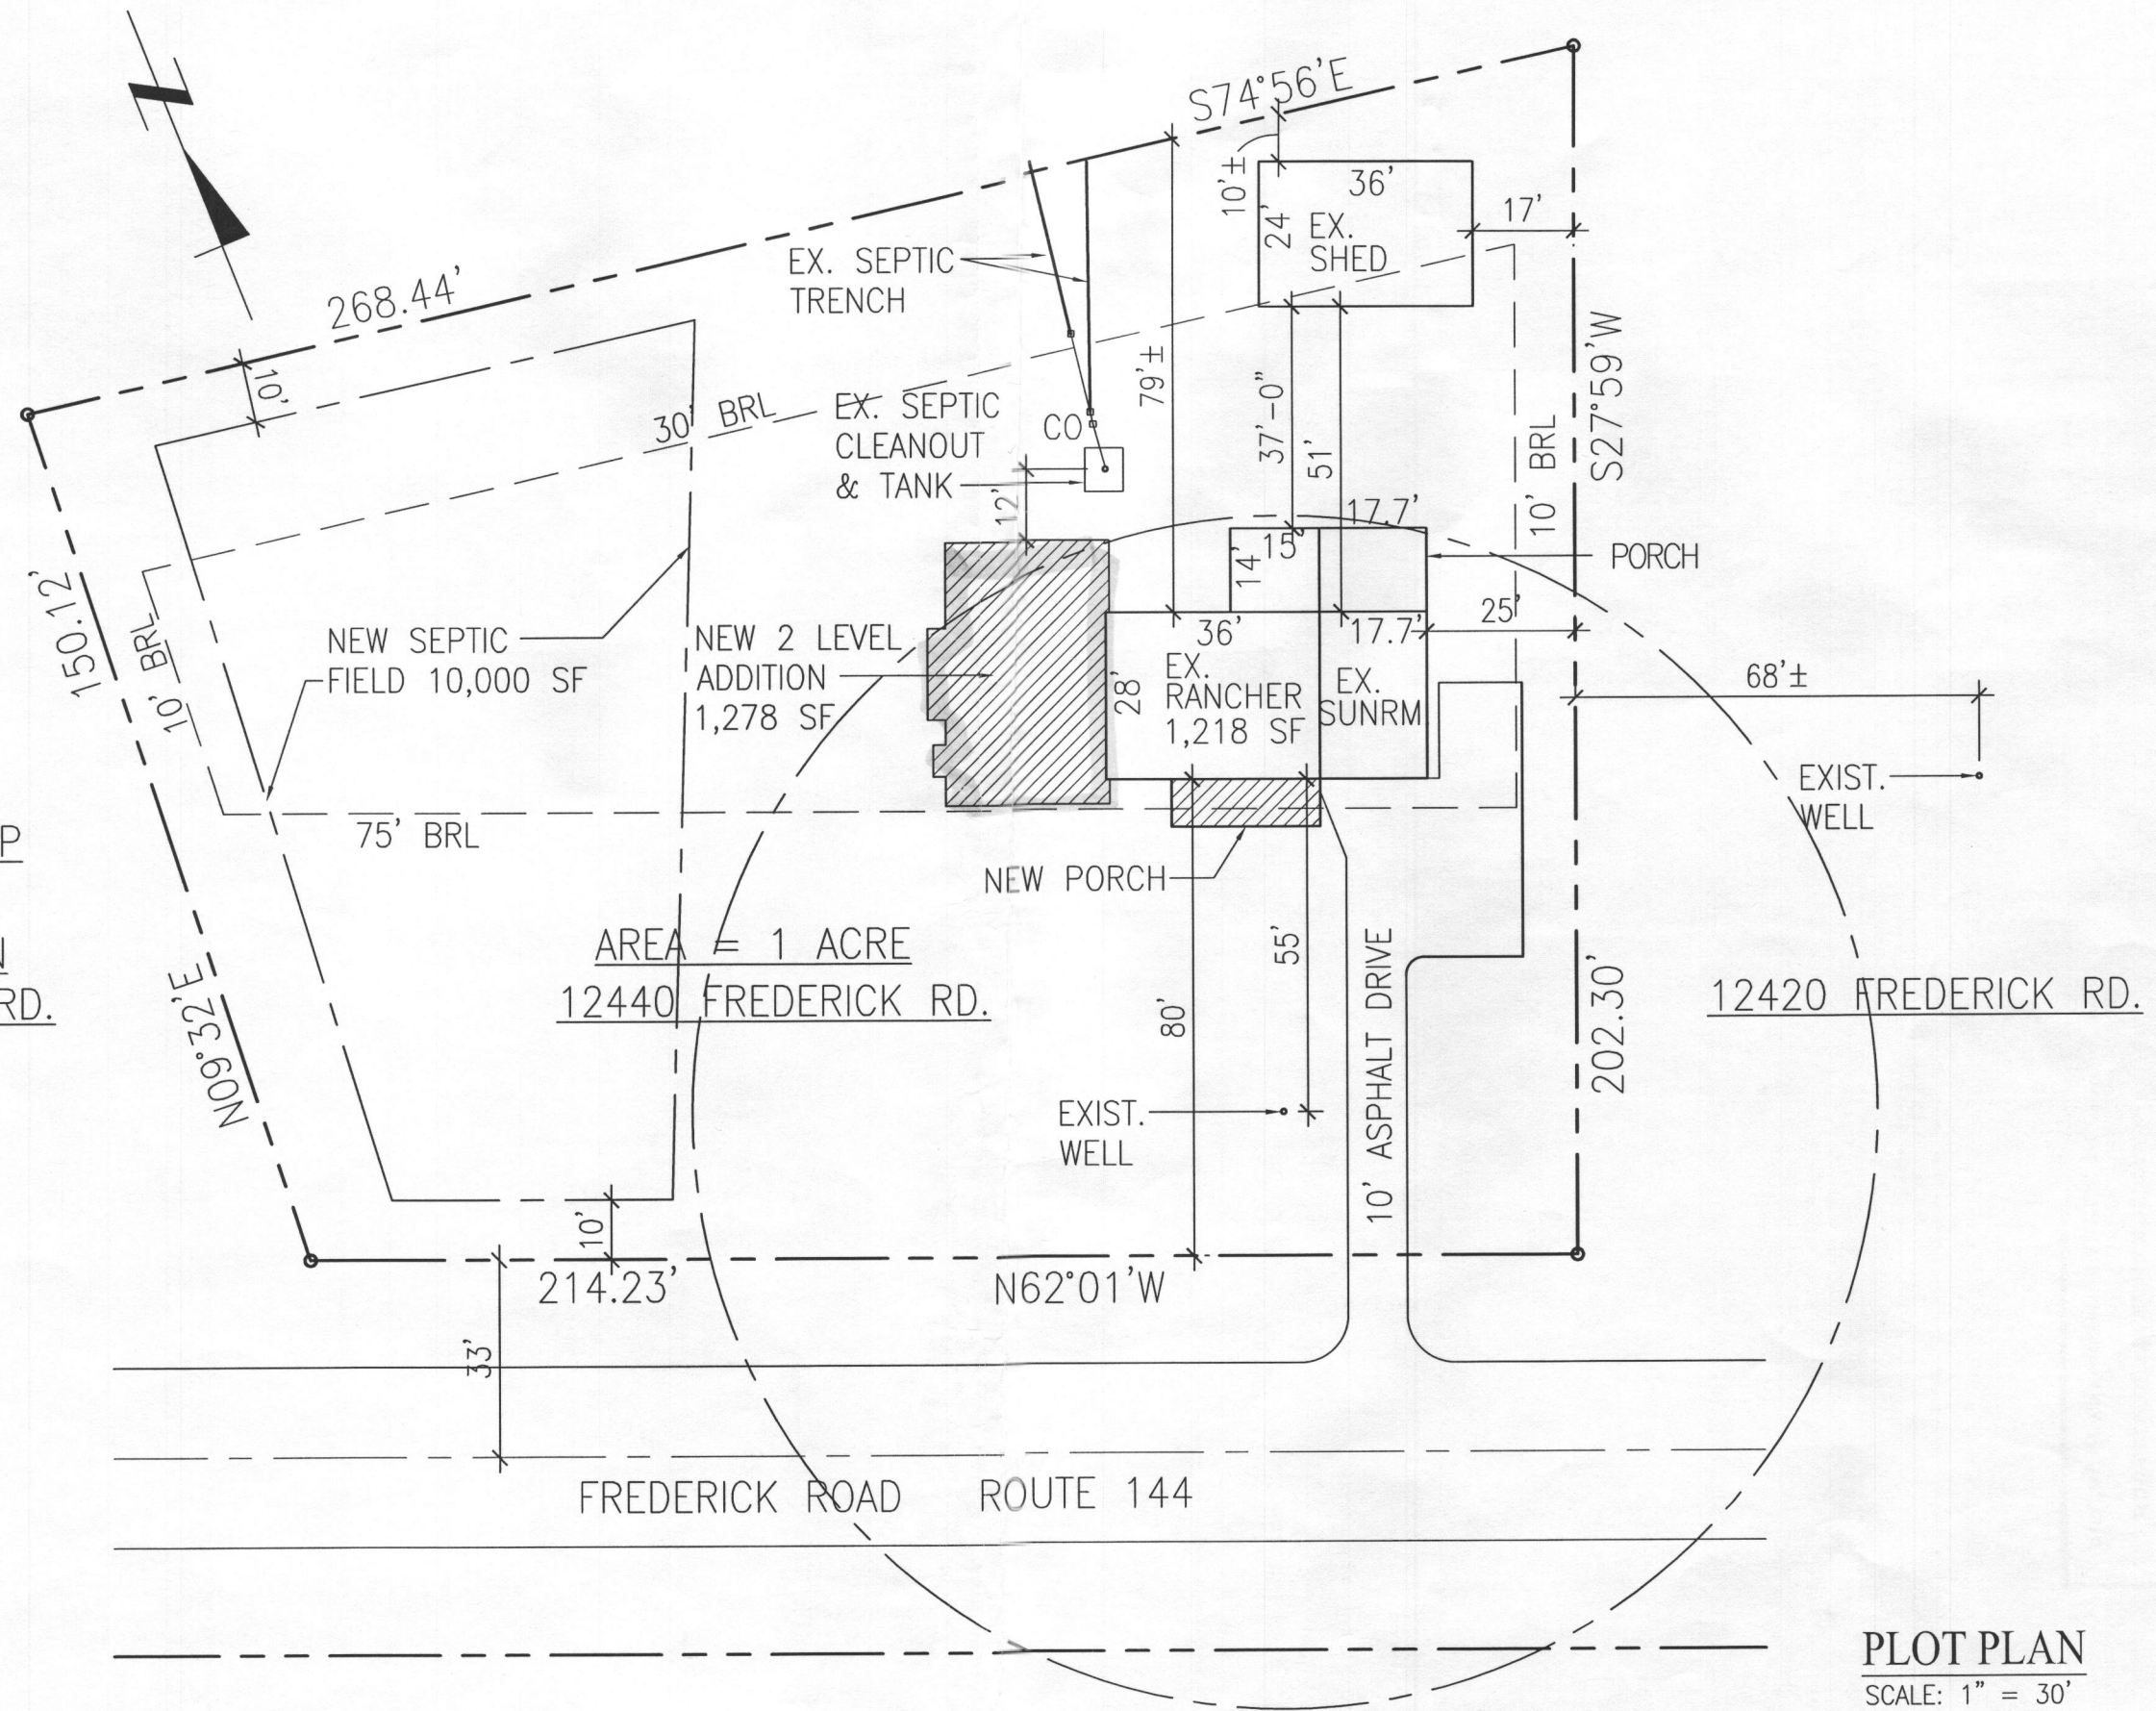 S74°56'E
268.44'
10'±
36'
24'
EX.
SHED
17'
EX. SEPTIC
TRENCH
10'
30' BRL
EX. SEPTIC
CLEANOUT
& TANK
CO
12'
79'±
37'-0"
51'
10' BRL
S27°59'W
17.7'
15'
14'
PORCH
150.12'
10' BRL
NEW SEPTIC
FIELD 10,000 SF
NEW 2 LEVEL
ADDITION
1,278 SF
36'
28'
EX.
RANCHER
1,218 SF
17.7'
EX.
SUNRM
25'
68'±
EXIST.
WELL
75' BRL
P
NEW PORCH
N
RD.
AREA = 1 ACRE
12440 FREDERICK RD.
55'
80'
10' ASPHALT DRIVE
202.30'
12420 FREDERICK RD.
N09°32'E
EXIST.
WELL
10'
214.23'
N62°01'W
33'
FREDERICK ROAD ROUTE 144
PLOT PLAN
SCALE: 1" = 30'